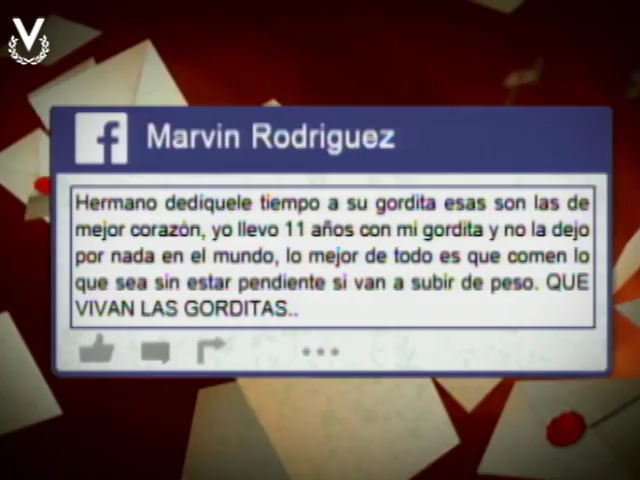 V
f Marvin Rodriguez
Hermano dediquele tiempo a su gordita esas son las de
mejor corazón, yo llevo 11 años con mi gordita y no la dejo
por nada en el mundo, lo mejor de todo es que comen lo
que sea sin estar pendiente si van a subir de peso. QUE
VIVAN LAS GORDITAS..